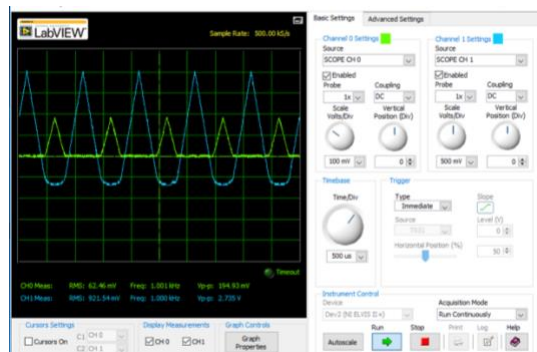 LabVIEW
Sample Rate: 500.00 kS/s
CH0 Meas: RMS: 62.46 mV Freq: 1.001 kHz Vp-p: 194.93 mV
CH1 Meas: RMS: 921.54 mV Freq: 1.000 kHz Vp-p: 2.735 V
Timeout
Cursors Settings
Cursors On
C1 CH 0
C2 CH 1
Display Measurements
CH 0 CH1
Graph Controls
Graph Properties
Basic Settings Advanced Settings
Channel 0 Settings
Source
SCOPE CH 0
Enabled
Probe Coupling
1x DC
Scale Volts/Div
Vertical Position (Div)
100 mV 0
Channel 1 Settings
Source
SCOPE CH 1
Enabled
Probe Coupling
1x DC
Scale Volts/Div
Vertical Position (Div)
500 mV 0
Timebase
Time/Div
500 us
Trigger
Type
Immediate
Slope
Source
TRIG
Level (V)
0
Horizontal Position (%)
50
Instrument Control
Device
Dev2 (NI ELVIS II+)
Acquisition Mode
Run Continuously
Autoscale
Run Stop Print Log Help